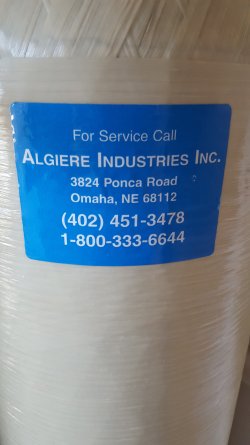 For Service Call
ALGIERE INDUSTRIES INC.
3824 Ponca Road
Omaha, NE 68112
(402) 451-3478
1-800-333-6644